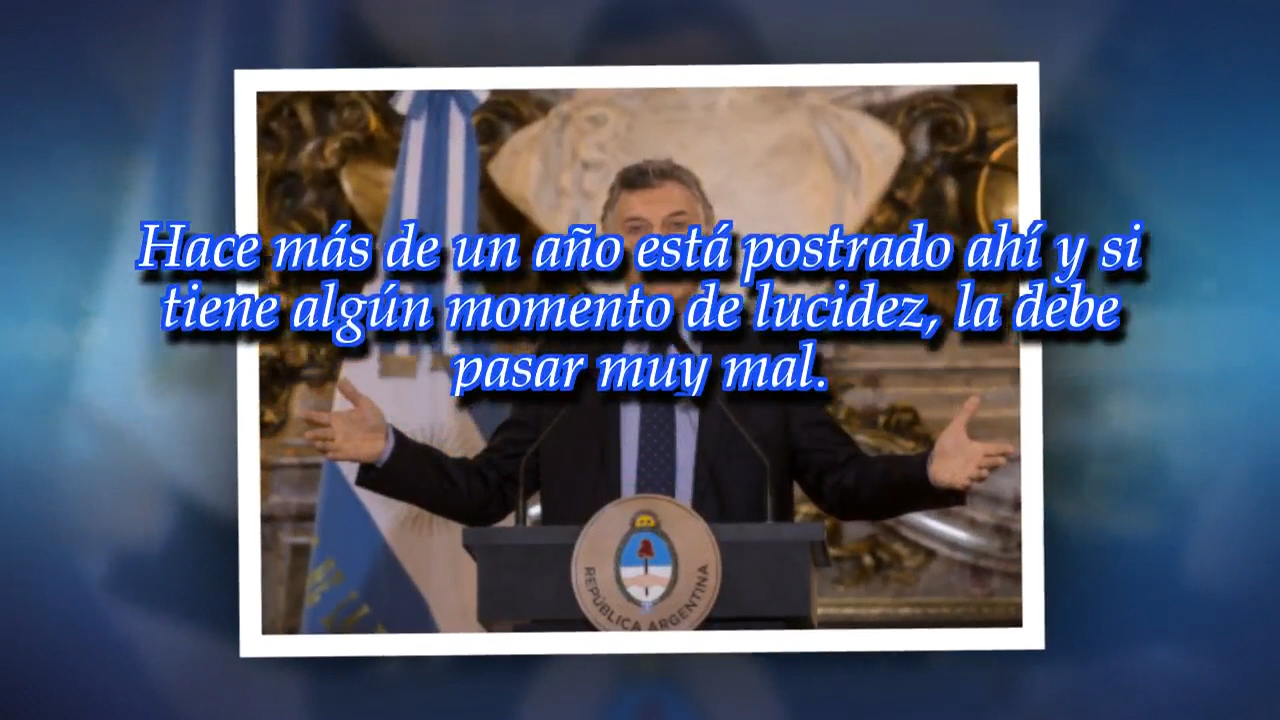 Hace más de un año está postrado ahí y si
tiene algún momento de lucidez, la debe
pasar muy mal.
REPÚBLICA ARGENTINA